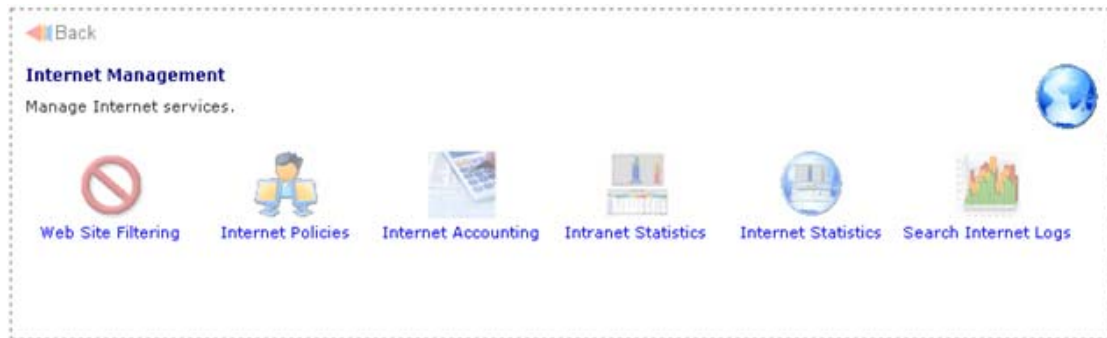 Back
Internet Management
Manage Internet services.
Web Site Filtering
Internet Policies
Internet Accounting
Intranet Statistics
Internet Statistics
Search Internet Logs